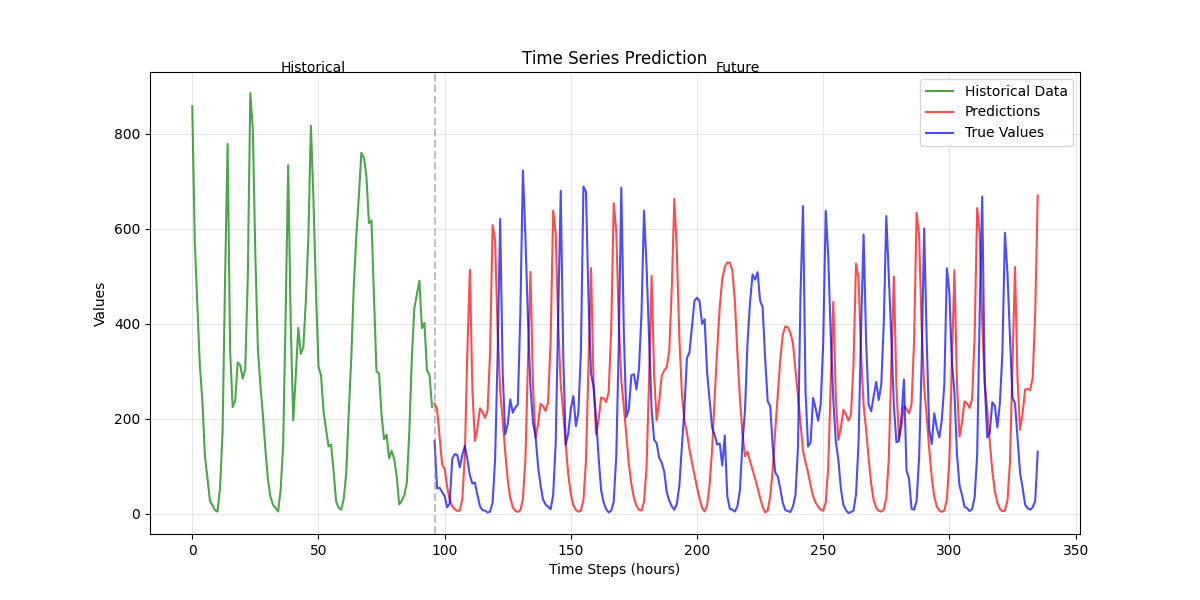 Time Series Prediction
Historical
Future
Historical Data
Predictions
True Values
Values
800
600
400
200
0
0
50
100
150
200
250
300
350
Time Steps (hours)